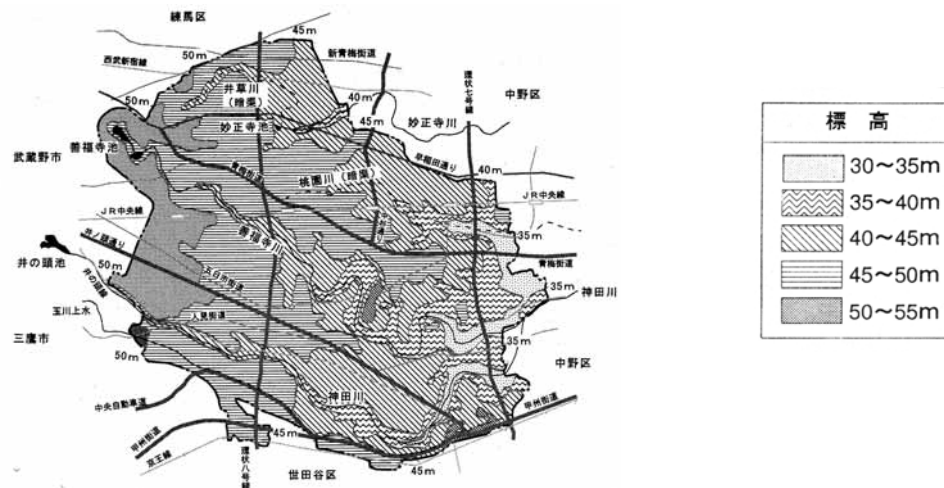 練馬区
45m
50m
新青梅街道
西武新宿線
環状七号線
井草川
(暗渠)
40m
中野区
50m
妙正寺池
45m
妙正寺川
武蔵野市
善福寺池
早稲田通り
青梅街道
桃園川(暗渠)
40m
JR中央線
JR中央線
中杉通り
35m
井ノ頭通り
善福寺川
青梅街道
井の頭池
50m
五日市街道
35m
神田川
井の頭線
玉川上水
人見街道
三鷹市
35m
50m
中野区
中央自動車道
神田川
甲州街道
甲州街道
45m
京王線
環状八号線
世田谷区
45m
標高
30〜35m
35〜40m
40〜45m
45〜50m
50〜55m